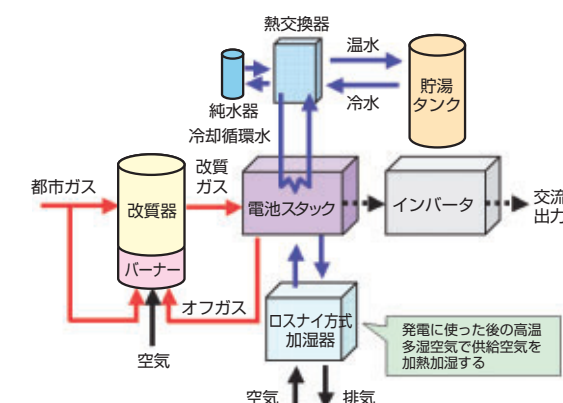 熱交換器
温水
冷水
貯湯
タンク
純水器
冷却循環水
都市ガス
改質器
改質
ガス
電池スタック
インバータ
交流
出力
バーナー
オフガス
空気
ロスナイ方式
加湿器
発電に使った後の高温
多湿空気で供給空気を
加熱加湿する
空気
排気